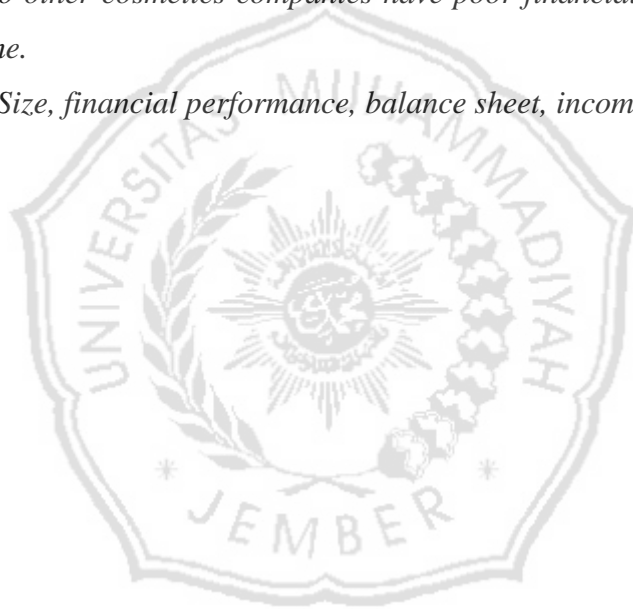 o other cosmetics companies have poor financial
ne.
Size, financial performance, balance sheet, incom
UNIVERSITAS MUHAMMADIYAH
JEMBER